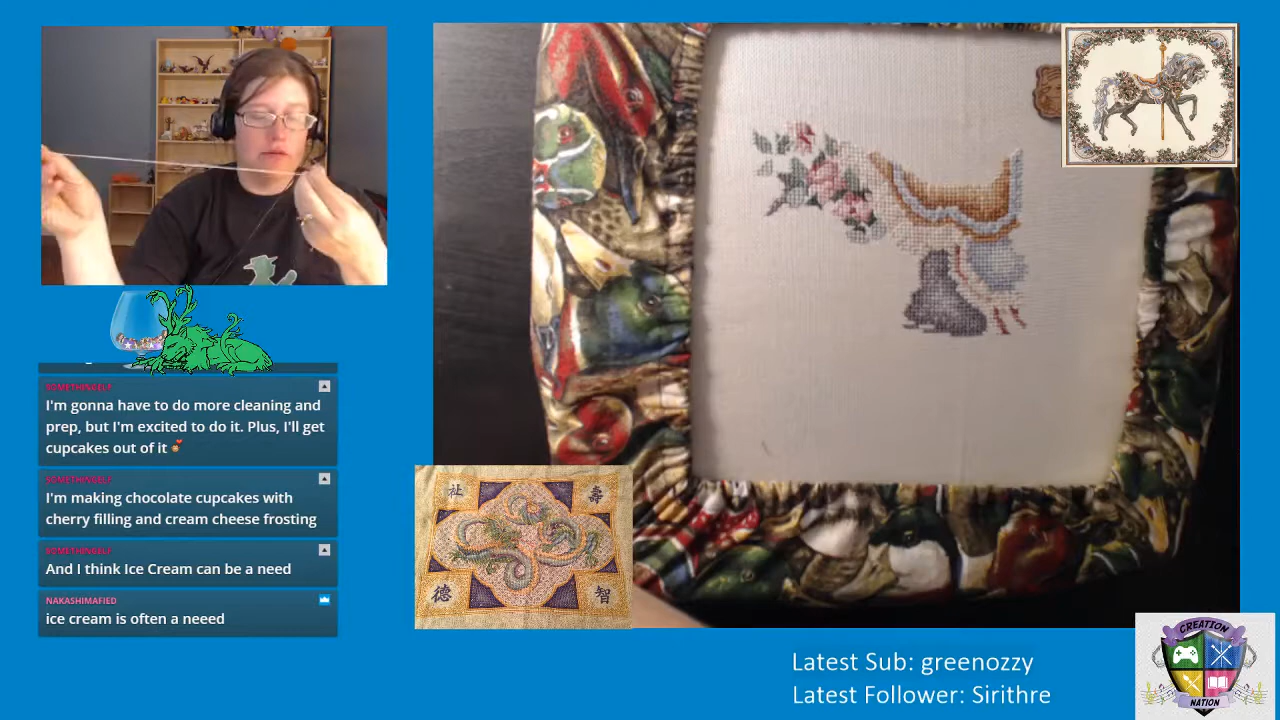 SOMETHINGELF
I'm gonna have to do more cleaning and
prep, but I'm excited to do it. Plus, I'll get
cupcakes out of it
SOMETHINGELF
I'm making chocolate cupcakes with
cherry filling and cream cheese frosting
SOMETHINGELF
And I think Ice Cream can be a need
NAKASHIMAFIED
ice cream is often a neeed
祉
壽
德
智
Latest Sub: greenozzy
Latest Follower: Sirithre
CREATION
NATION